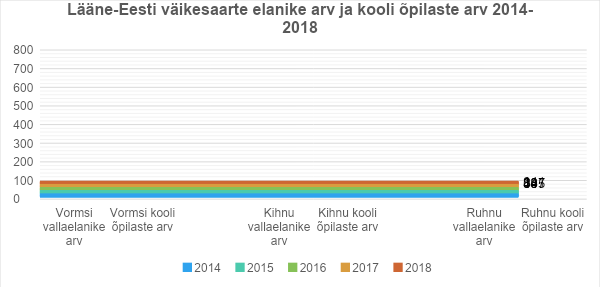 Lääne-Eesti väikesaarte elanike arv ja kooli õpilaste arv 2014-
2018
800
700
600
500
400
300
200
100
0
Vormsi
vallaelanike
arv
Vormsi kooli
õpilaste arv
Kihnu
vallaelanike
arv
Kihnu kooli
õpilaste arv
Ruhnu
vallaelanike
arv
Ruhnu kooli
õpilaste arv
2014 2015 2016 2017 2018